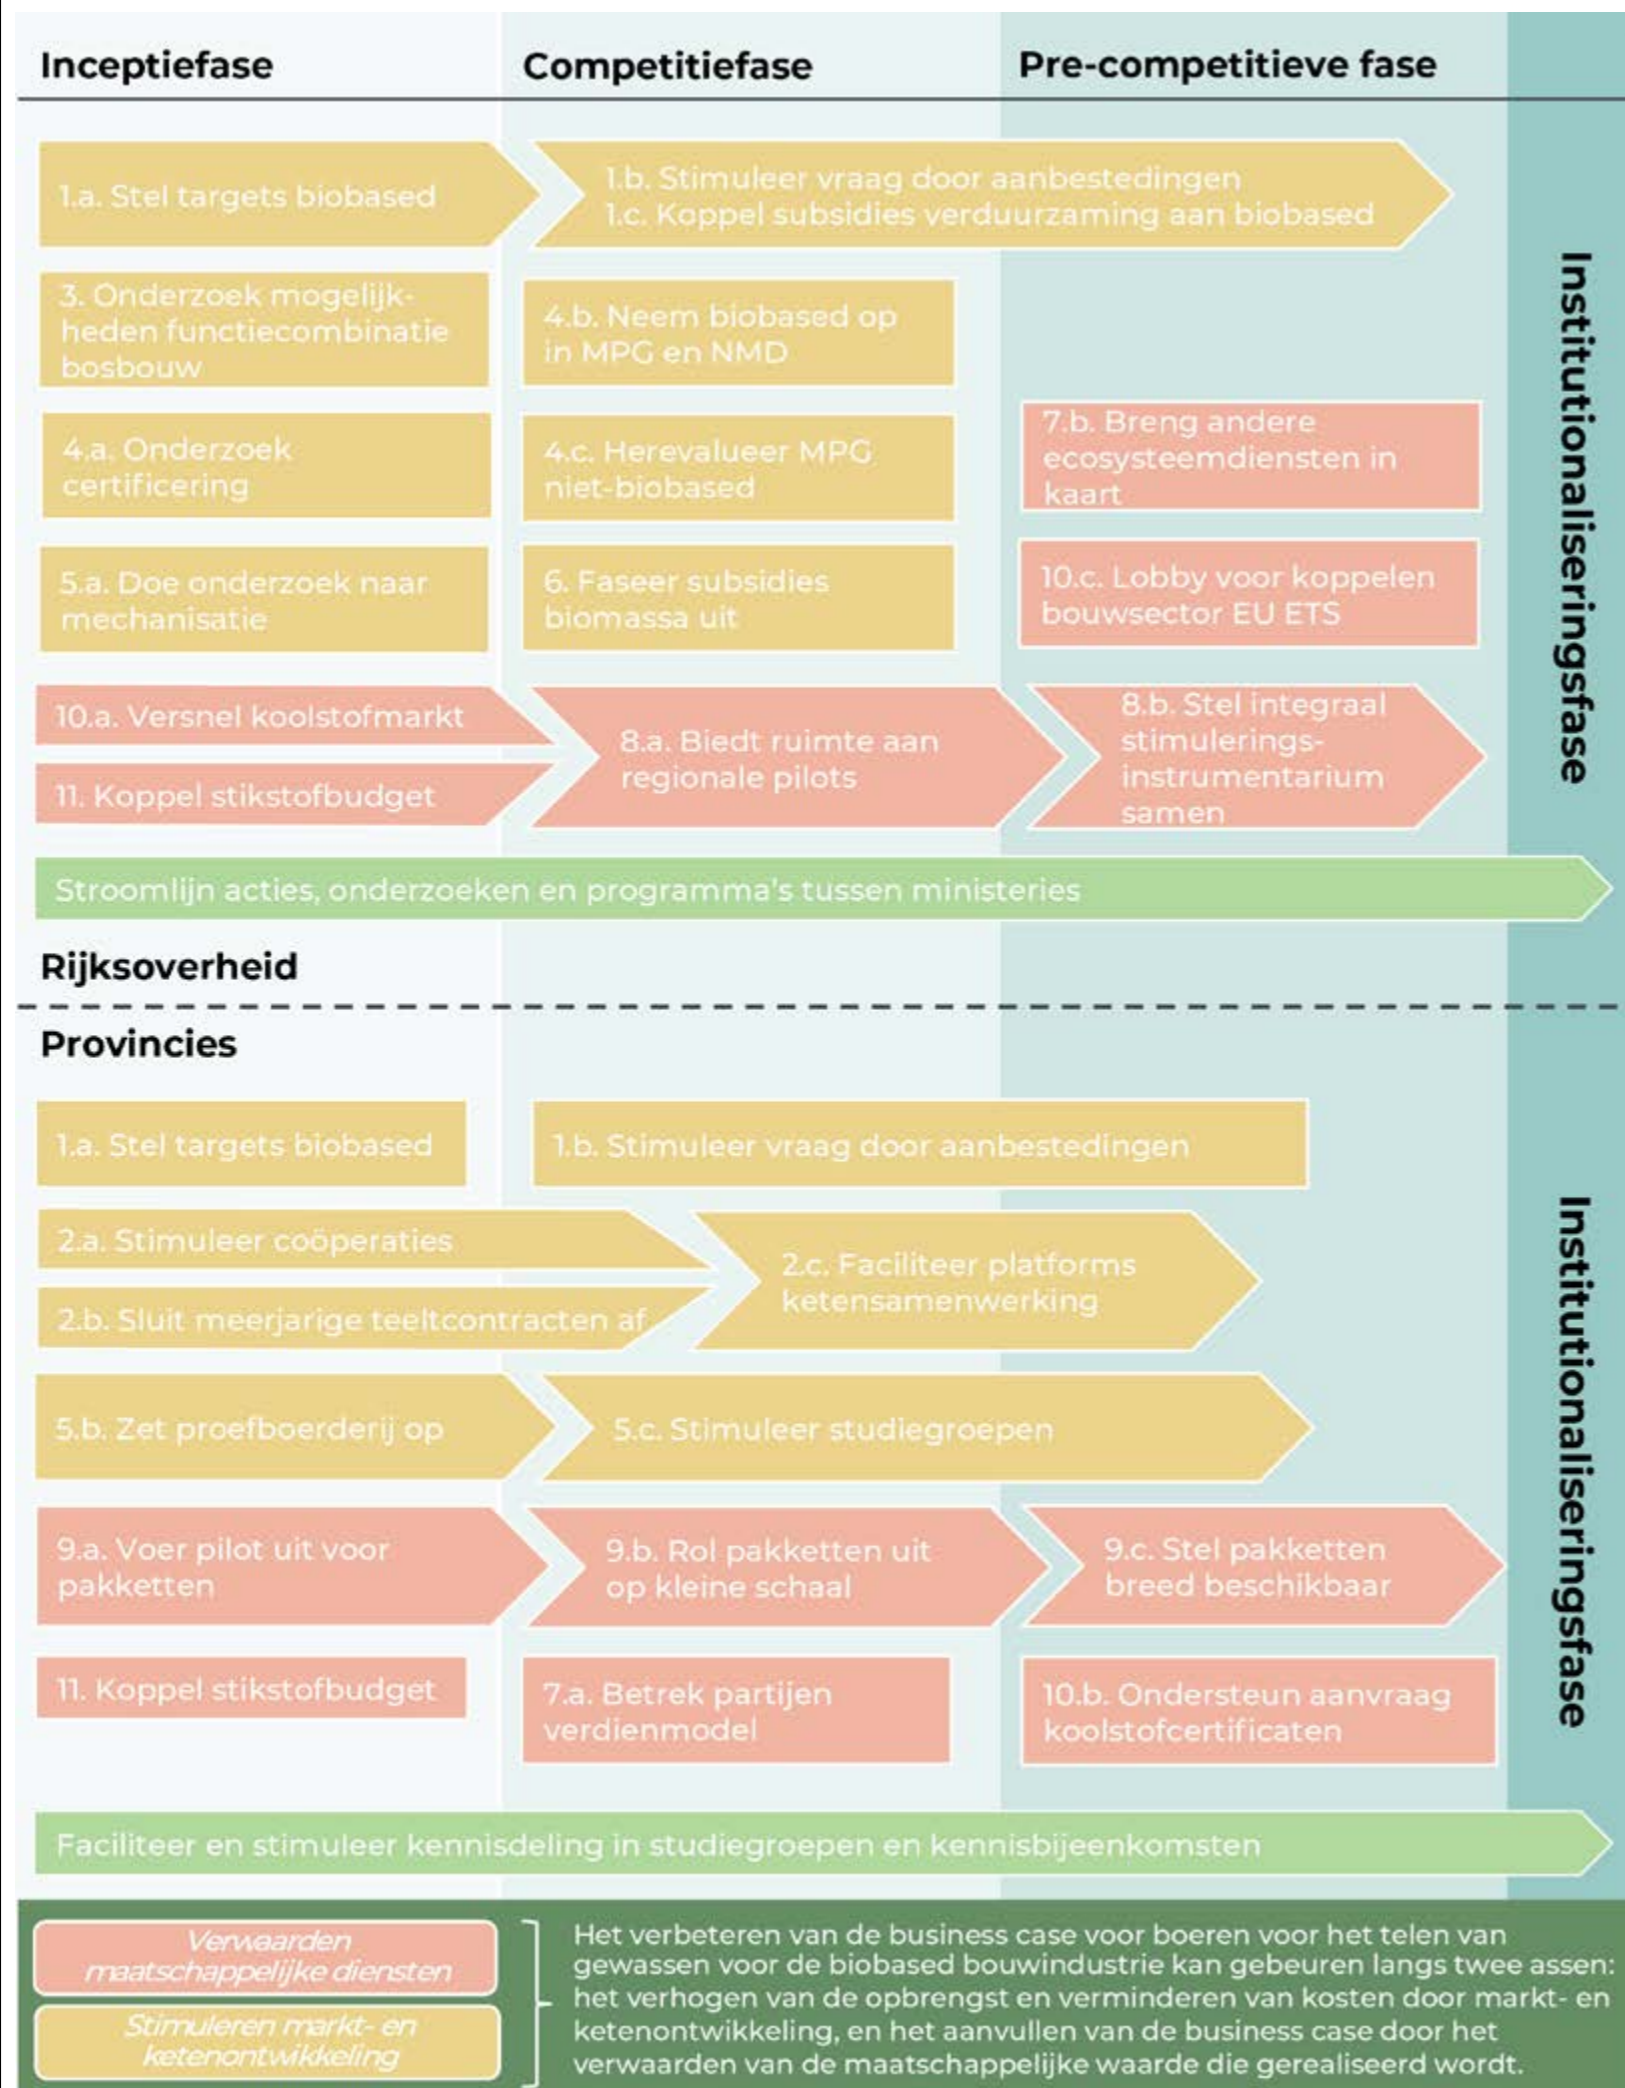 Inceptiefase
Competitiefase
Pre-competitieve fase
1.a. Stel targets biobased
1.b. Stimuleer vraag door aanbestedingen
1.c. Koppel subsidies verduurzaming aan biobased
3. Onderzoek mogelijk-
heden functiecombinatie
bosbouw
4.b. Neem biobased op
in MPG en NMD
4.a. Onderzoek
certificering
4.c. Herevalueer MPG
niet-biobased
7.b. Breng andere
ecosysteemdiensten in
kaart
5.a. Doe onderzoek naar
mechanisatie
6. Faseer subsidies
biomassa uit
10.c. Lobby voor koppelen
bouwsector EU ETS
10.a. Versnel koolstofmarkt
11. Koppel stikstofbudget
8.a. Biedt ruimte aan
regionale pilots
8.b. Stel integraal
stimulerings-
instrumentarium
samen
Institutionaliseringsfase
Stroomlijn acties, onderzoeken en programma's tussen ministeries
Rijksoverheid
Provincies
1.a. Stel targets biobased
1.b. Stimuleer vraag door aanbestedingen
2.a. Stimuleer coöperaties
2.b. Sluit meerjarige teeltcontracten af
2.c. Faciliteer platforms
ketensamenwerking
5.b. Zet proefboerderij op
5.c. Stimuleer studiegroepen
9.a. Voer pilot uit voor
pakketten
9.b. Rol pakketten uit
op kleine schaal
9.c. Stel pakketten
breed beschikbaar
11. Koppel stikstofbudget
7.a. Betrek partijen
verdienmodel
10.b. Ondersteun aanvraag
koolstofcertificaten
Institutionaliseringsfase
Faciliteer en stimuleer kennisdeling in studiegroepen en kennisbijeenkomsten
Verwaarden
maatschappelijke diensten
Stimuleren markt- en
ketenontwikkeling
Het verbeteren van de business case voor boeren voor het telen van
gewassen voor de biobased bouwindustrie kan gebeuren langs twee assen:
het verhogen van de opbrengst en verminderen van kosten door markt- en
ketenontwikkeling, en het aanvullen van de business case door het
verwaarden van de maatschappelijke waarde die gerealiseerd wordt.